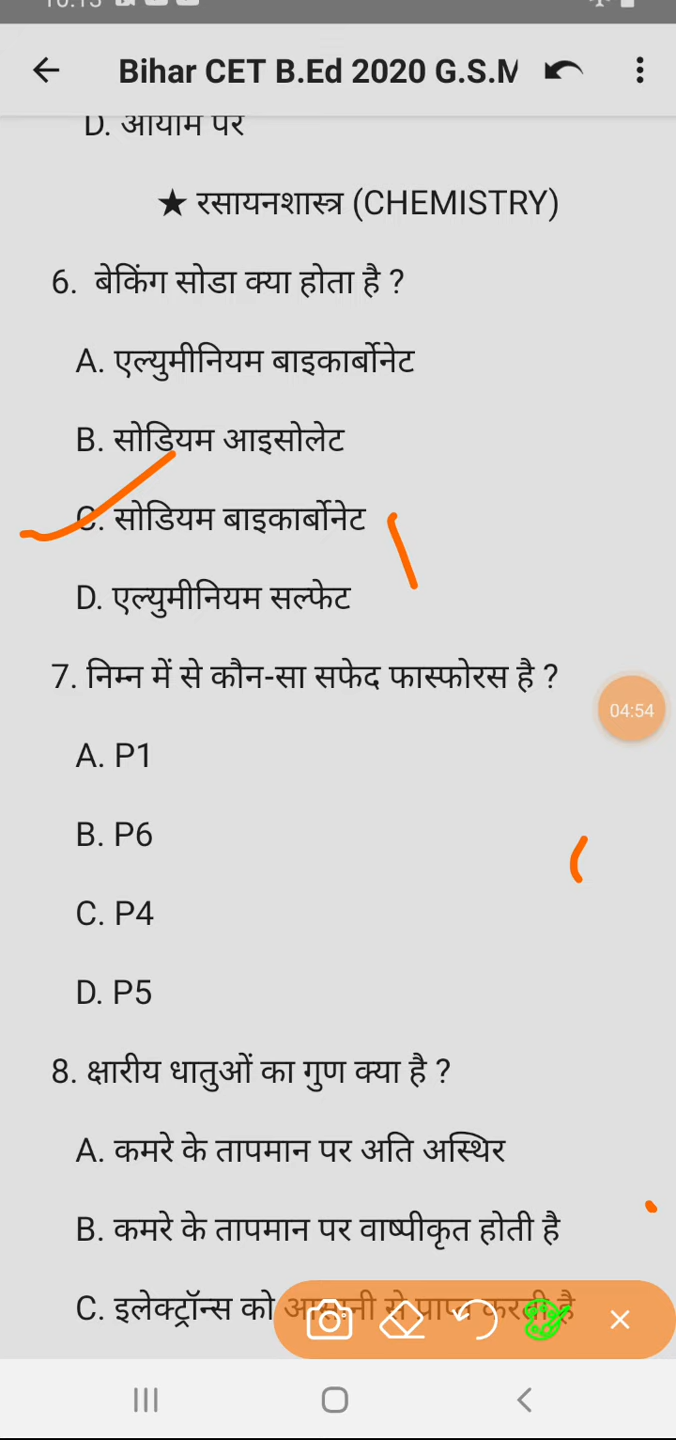 Bihar CET B.Ed 2020 G.S.M
D. आयाम पर
★ रसायनशास्त्र (CHEMISTRY)
6. बेकिंग सोडा क्या होता है ?
A. एल्युमीनियम बाइकार्बोनेट
B. सोडियम आइसोलेट
C. सोडियम बाइकार्बोनेट
D. एल्युमीनियम सल्फेट
7. निम्न में से कौन-सा सफेद फास्फोरस है ?
04:54
A. P1
B. P6
C. P4
D. P5
8. क्षारीय धातुओं का गुण क्या है ?
A. कमरे के तापमान पर अति अस्थिर
B. कमरे के तापमान पर वाष्पीकृत होती है
C. इलेक्ट्रॉन्स को आसानी से प्राप्त करती है